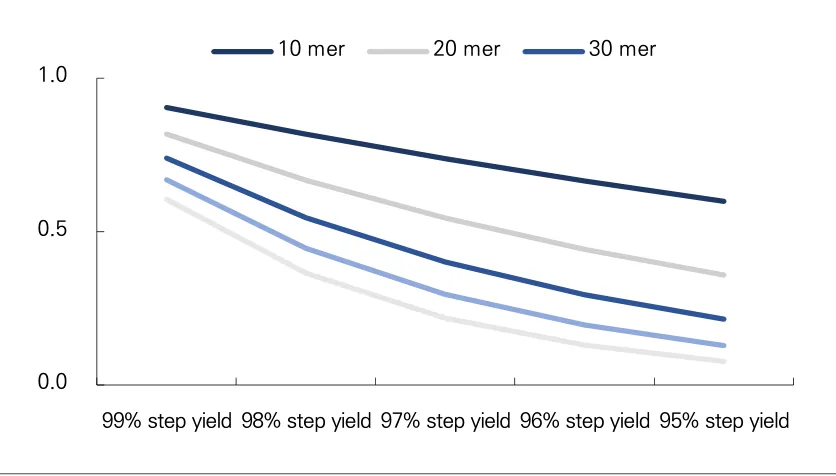 10 mer 20 mer 30 mer
1.0
0.5
0.0
99% step yield 98% step yield 97% step yield 96% step yield 95% step yield